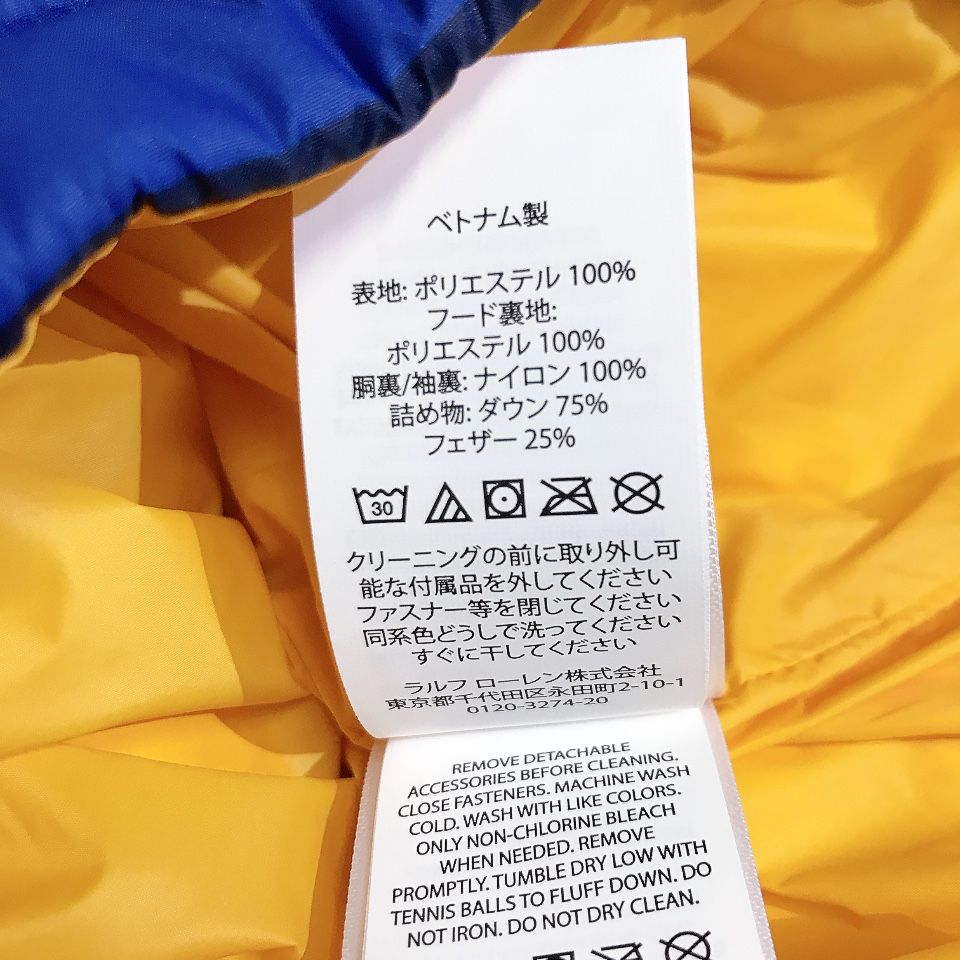 ベトナム製
表地: ポリエステル 100%
フード裏地:
ポリエステル 100%
胴裏/袖裏: ナイロン 100%
詰め物: ダウン 75%
フェザー 25%
30
クリーニングの前に取り外し可
能な付属品を外してください
ファスナー等を閉じてください
同系色どうしで洗ってください
すぐに干してください
ラルフ ローレン株式会社
東京都千代田区永田町2-10-1
0120-3274-20
REMOVE DETACHABLE
ACCESSORIES BEFORE CLEANING.
CLOSE FASTENERS. MACHINE WASH
COLD. WASH WITH LIKE COLORS.
ONLY NON-CHLORINE BLEACH
WHEN NEEDED. REMOVE
PROMPTLY. TUMBLE DRY LOW WITH
TENNIS BALLS TO FLUFF DOWN. DO
NOT IRON. DO NOT DRY CLEAN.